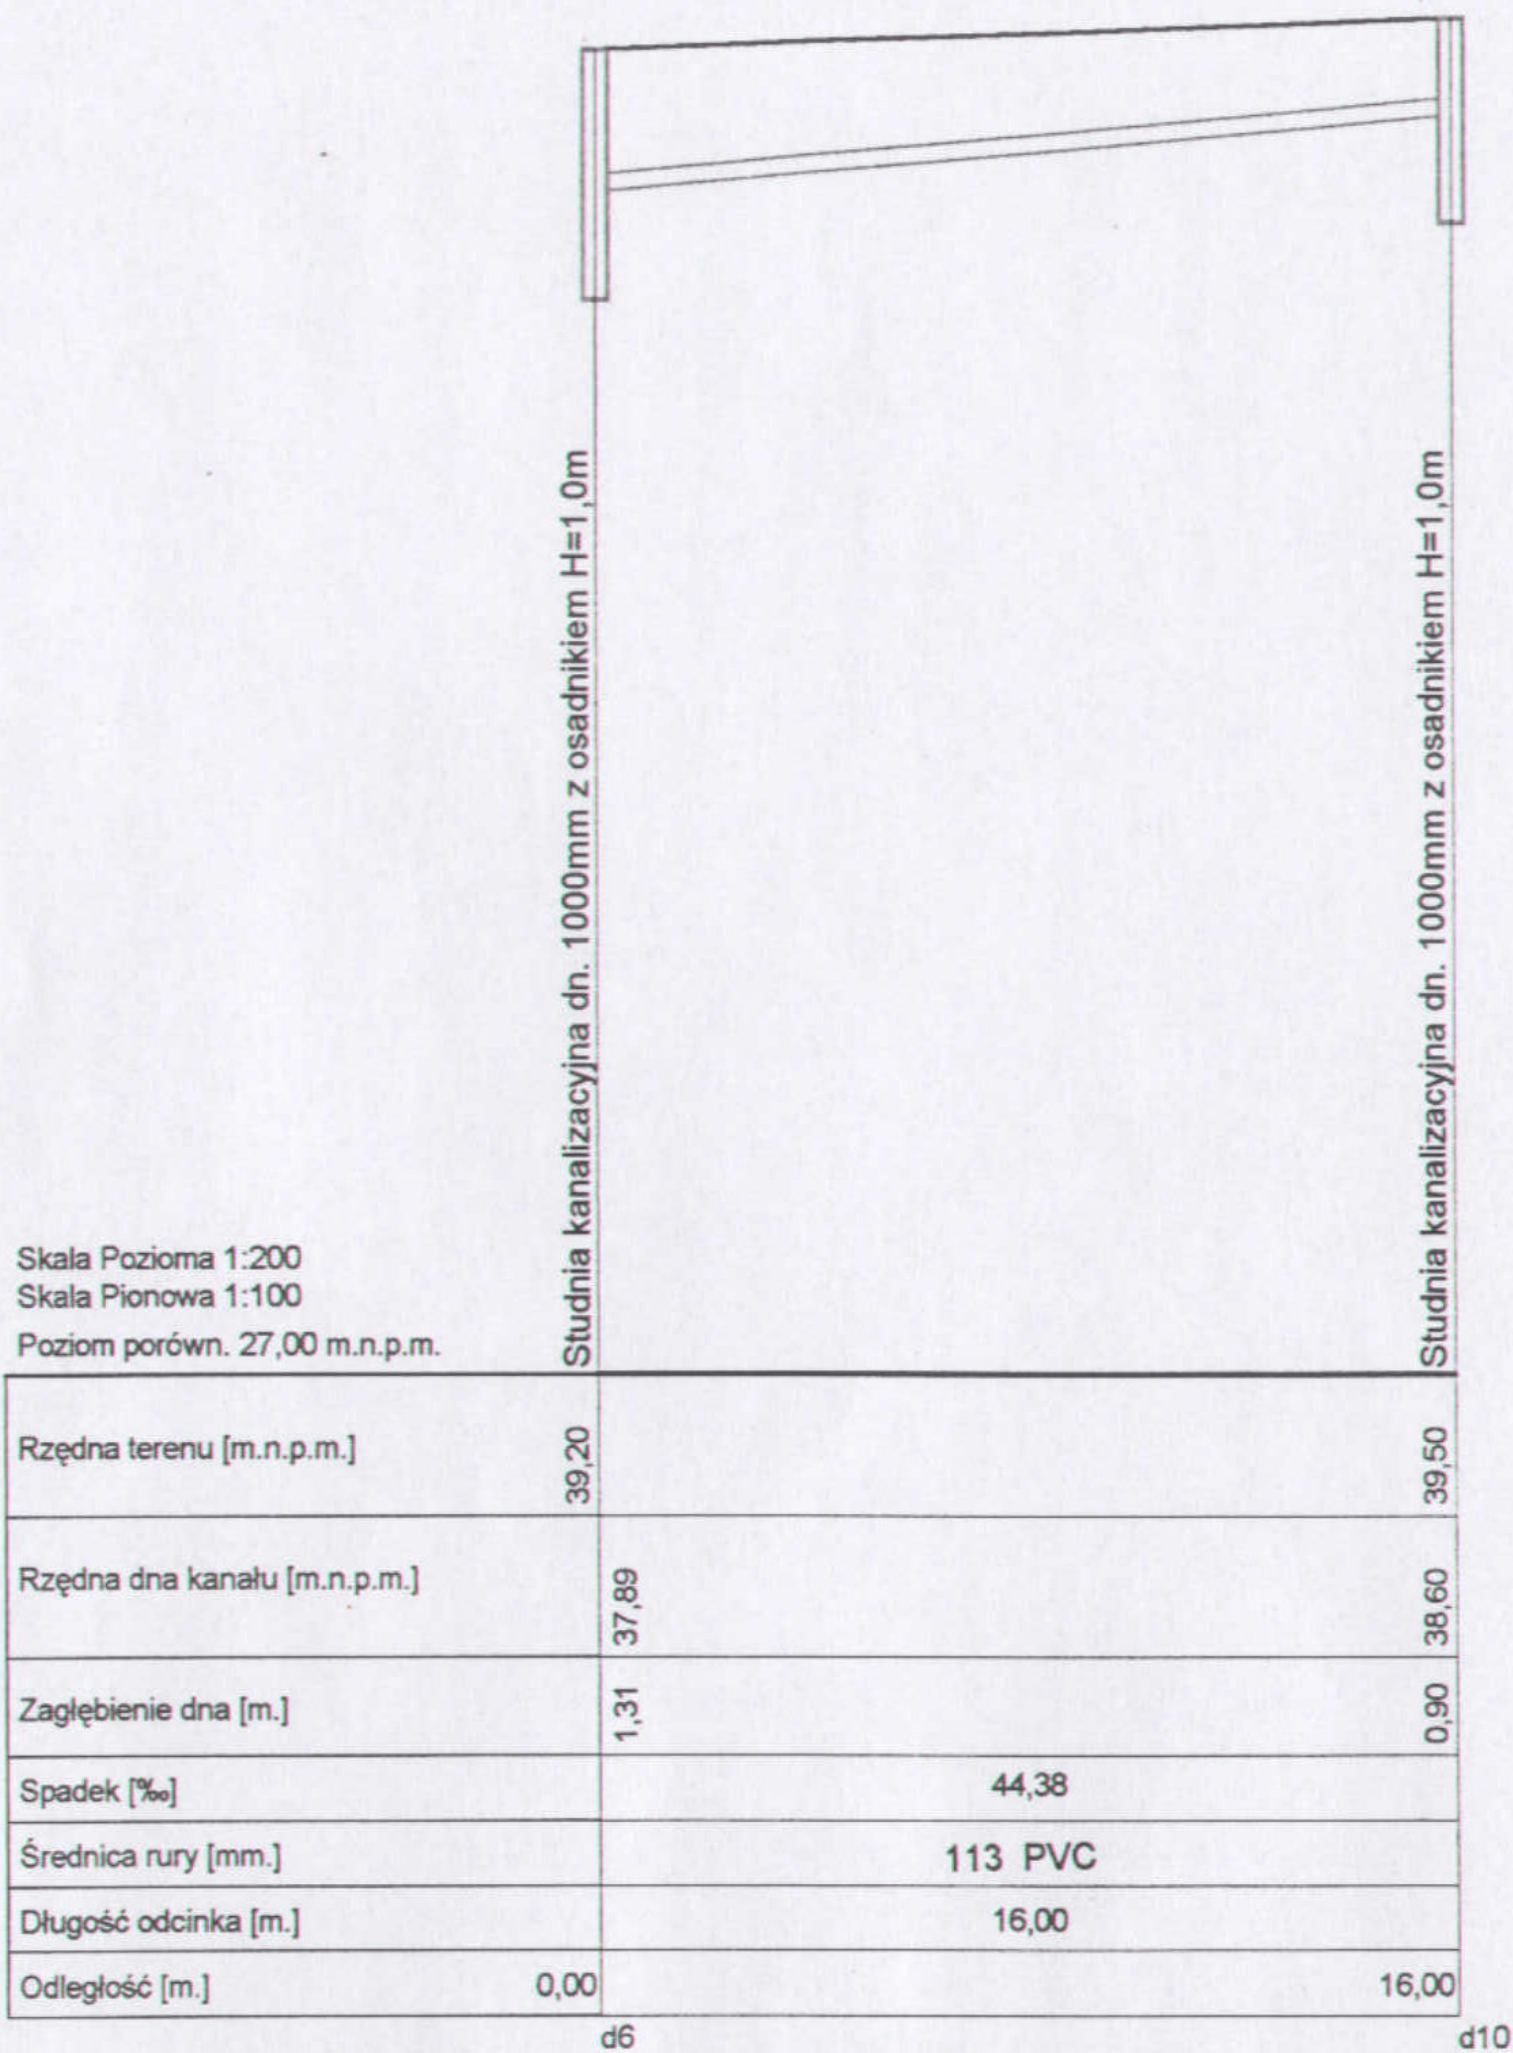 Studnia kanalizacyjna dn. 1000mm z osadnikiem H=1,0m
Studnia kanalizacyjna dn. 1000mm z osadnikiem H=1,0m
Skala Pozioma 1:200
Skala Pionowa 1:100
Poziom porówn. 27,00 m.n.p.m.
Rzędna terenu [m.n.p.m.] 39,20 39,50
Rzędna dna kanału [m.n.p.m.] 37,89 38,60
Zagłębienie dna [m.] 1,31 0,90
Spadek [‰] 44,38
Średnica rury [mm.] 113 PVC
Długość odcinka [m.] 16,00
Odległość [m.] 0,00 16,00
d6 d10